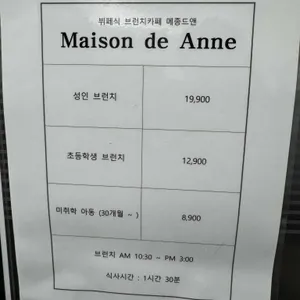 뷔페식 브런치카페 메종드앤
Maison de Anne
성인 브런치 19,900
초등학생 브런치 12,900
미취학 아동 (30개월 ~ ) 8,900
브런치 AM 10:30 ~ PM 3:00
식사시간 : 1시간 30분